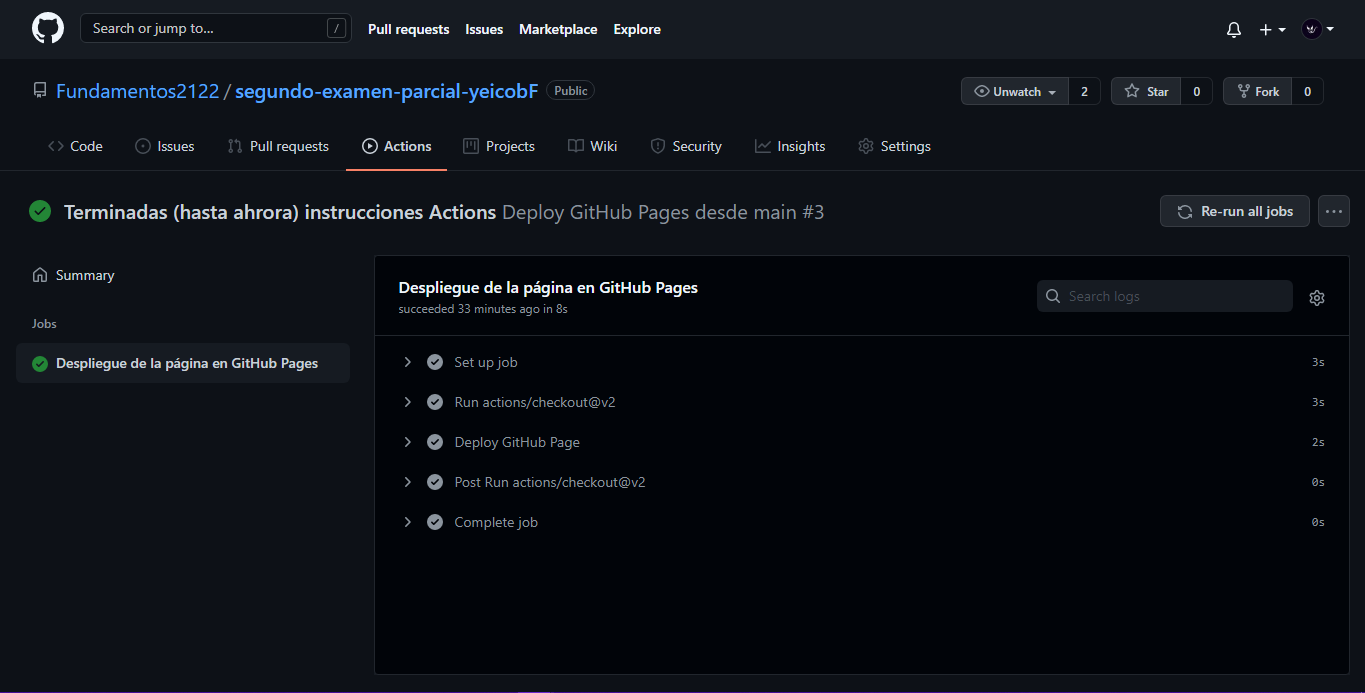 Search or jump to... /
Pull requests Issues Marketplace Explore
Fundamentos2122 / segundo-examen-parcial-yeicobF Public
Unwatch 2 Star 0 Fork 0
Code Issues Pull requests Actions Projects Wiki Security Insights Settings
Terminadas (hasta ahrora) instrucciones Actions Deploy GitHub Pages desde main #3
Re-run all jobs
Summary
Jobs
Despliegue de la página en GitHub Pages
Despliegue de la página en GitHub Pages
succeeded 33 minutes ago in 8s
Search logs
Set up job 3s
Run actions/checkout@v2 3s
Deploy GitHub Page 2s
Post Run actions/checkout@v2 0s
Complete job 0s